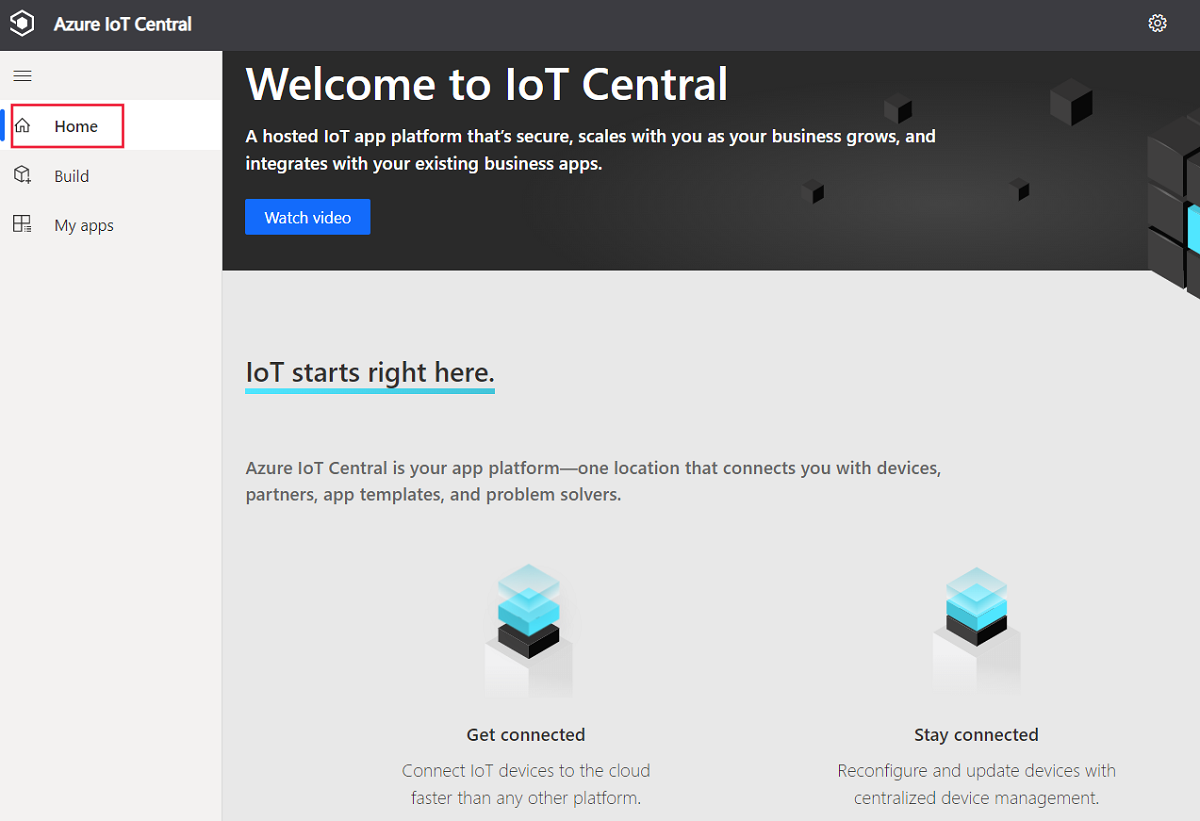 Azure IoT Central
Home
Build
My apps
Welcome to IoT Central
A hosted IoT app platform that's secure, scales with you as your business grows, and
integrates with your existing business apps.
Watch video
IoT starts right here.
Azure IoT Central is your app platform—one location that connects you with devices,
partners, app templates, and problem solvers.
Get connected
Connect IoT devices to the cloud
faster than any other platform.
Stay connected
Reconfigure and update devices with
centralized device management.